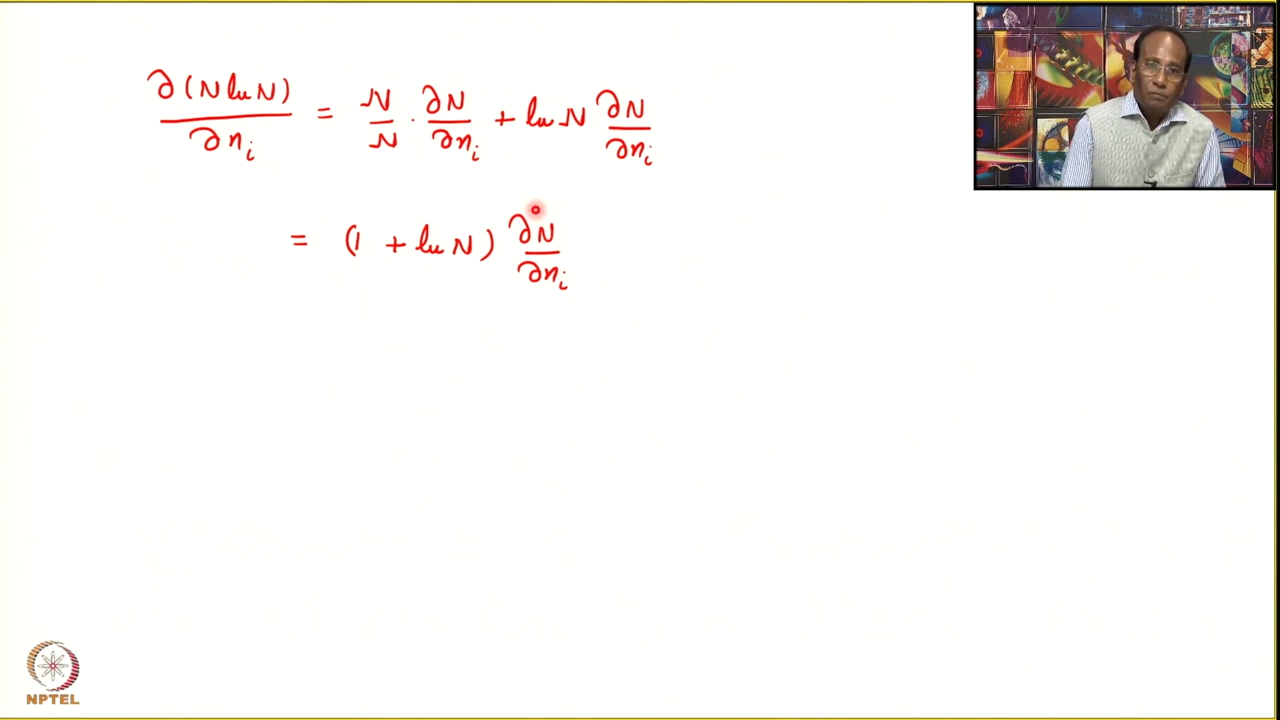 ∂(N ln N)/∂nᵢ = N/N · ∂N/∂nᵢ + ln N ∂N/∂nᵢ
= (1 + ln N) ∂N/∂nᵢ
NPTEL